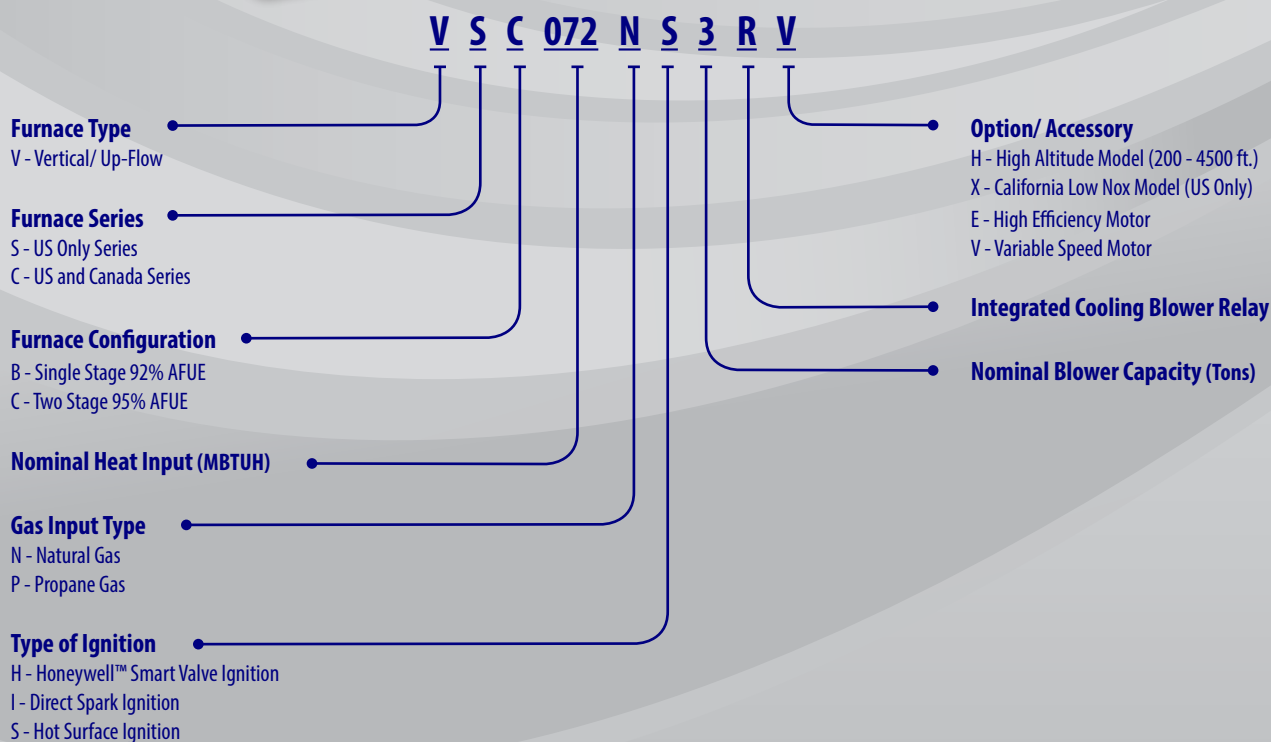 V S C 072 N S 3 R V
Furnace Type
V - Vertical/ Up-Flow
Furnace Series
S - US Only Series
C - US and Canada Series
Furnace Configuration
B - Single Stage 92% AFUE
C - Two Stage 95% AFUE
Nominal Heat Input (MBTUH)
Gas Input Type
N - Natural Gas
P - Propane Gas
Type of Ignition
H - Honeywell™ Smart Valve Ignition
I - Direct Spark Ignition
S - Hot Surface Ignition
Option/ Accessory
H - High Altitude Model (200 - 4500 ft.)
X - California Low Nox Model (US Only)
E - High Efficiency Motor
V - Variable Speed Motor
Integrated Cooling Blower Relay
Nominal Blower Capacity (Tons)